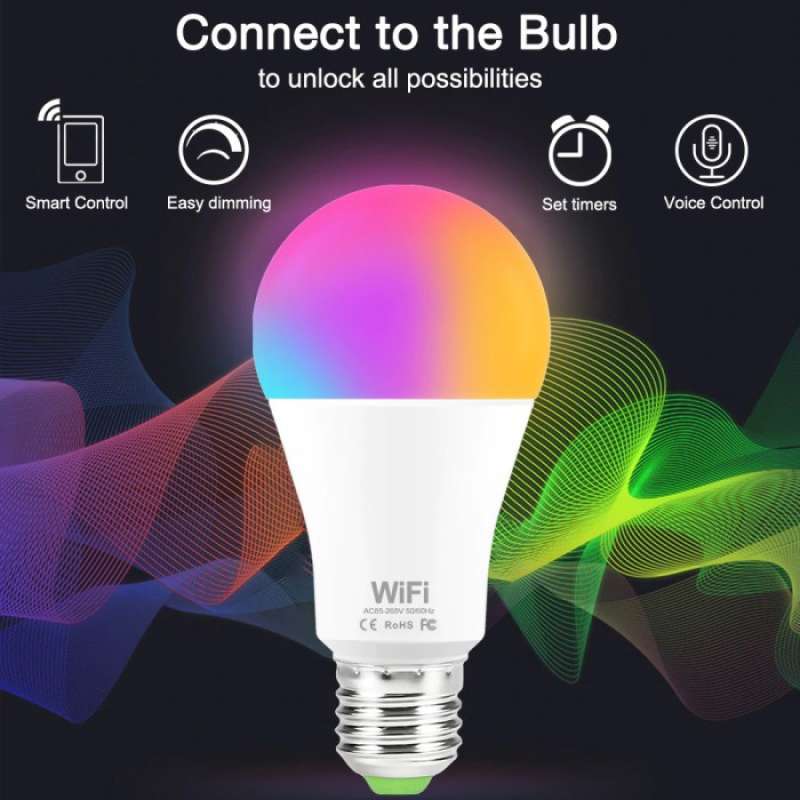 Connect to the Bulb
to unlock all possibilities
Smart Control
Easy dimming
Set timers
Voice Control
WiFi
AC85-265V 50/60Hz
CE RoHS FC